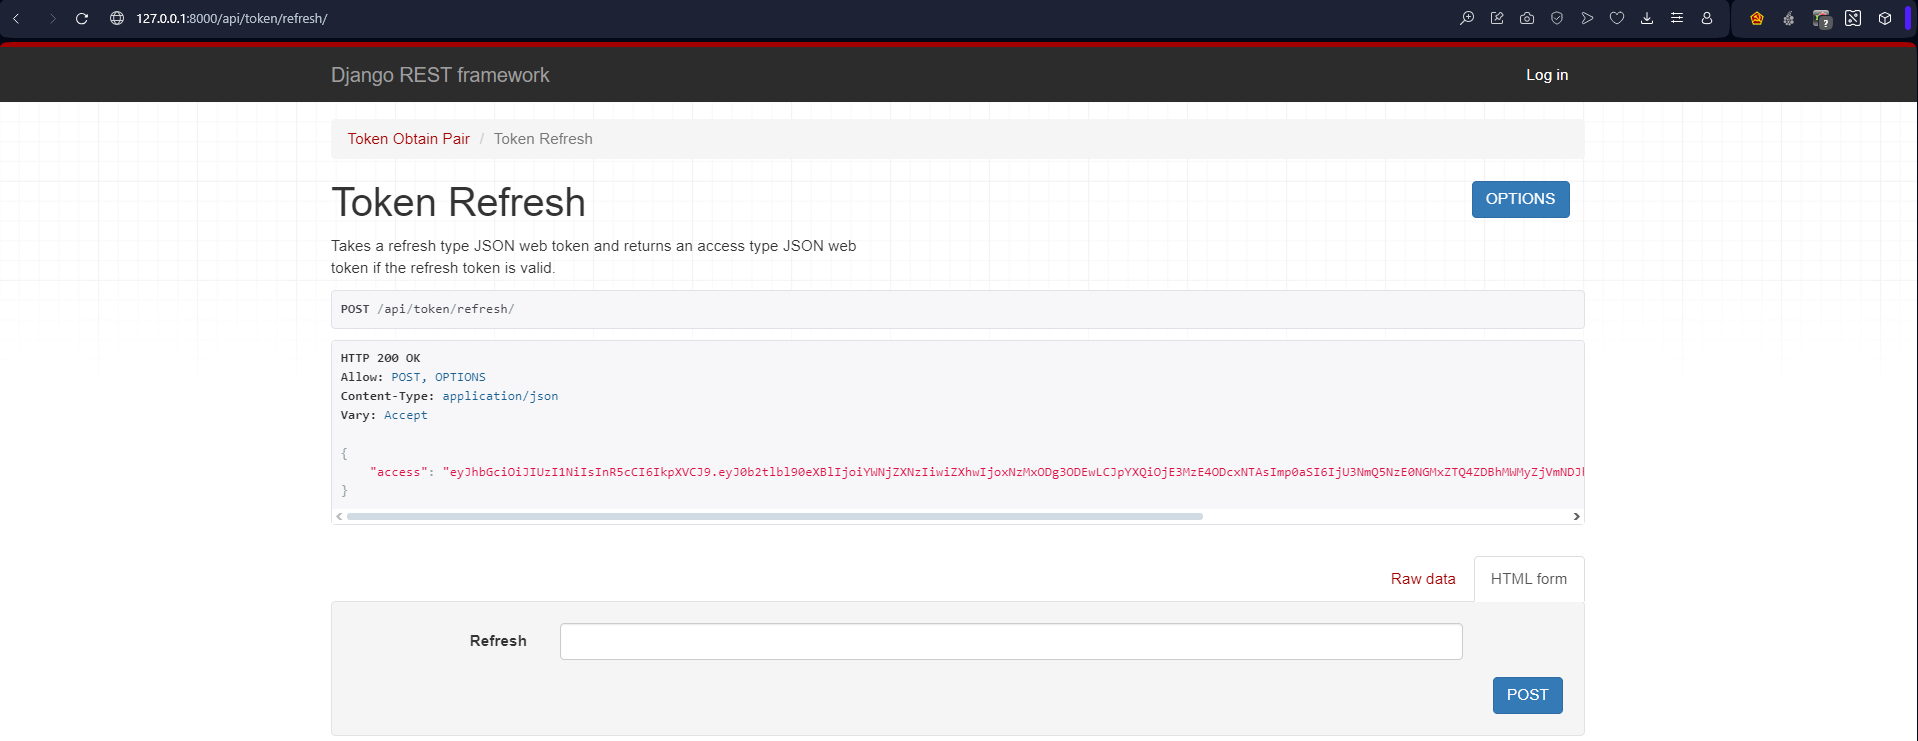 127.0.0.1:8000/api/token/refresh/
Django REST framework
Log in
Token Obtain Pair / Token Refresh
Token Refresh
OPTIONS
Takes a refresh type JSON web token and returns an access type JSON web
token if the refresh token is valid.
POST /api/token/refresh/
HTTP 200 OK
Allow: POST, OPTIONS
Content-Type: application/json
Vary: Accept
{
"access": "eyJhbGciOiJIUzI1NiIsInR5cCI6IkpXVCJ9.eyJ0b2tlbl90eXBlIjoiYWNjZXNzIiwiZXhwIjoxNzMxODg3ODEwLCJpYXQiOjE3MzE4ODcxNTAsImp0aSI6IjU3NmQ5NzE0NGMxZTQ4ZDBhMWMyZjVmNDJl
}
Raw data
HTML form
Refresh
POST